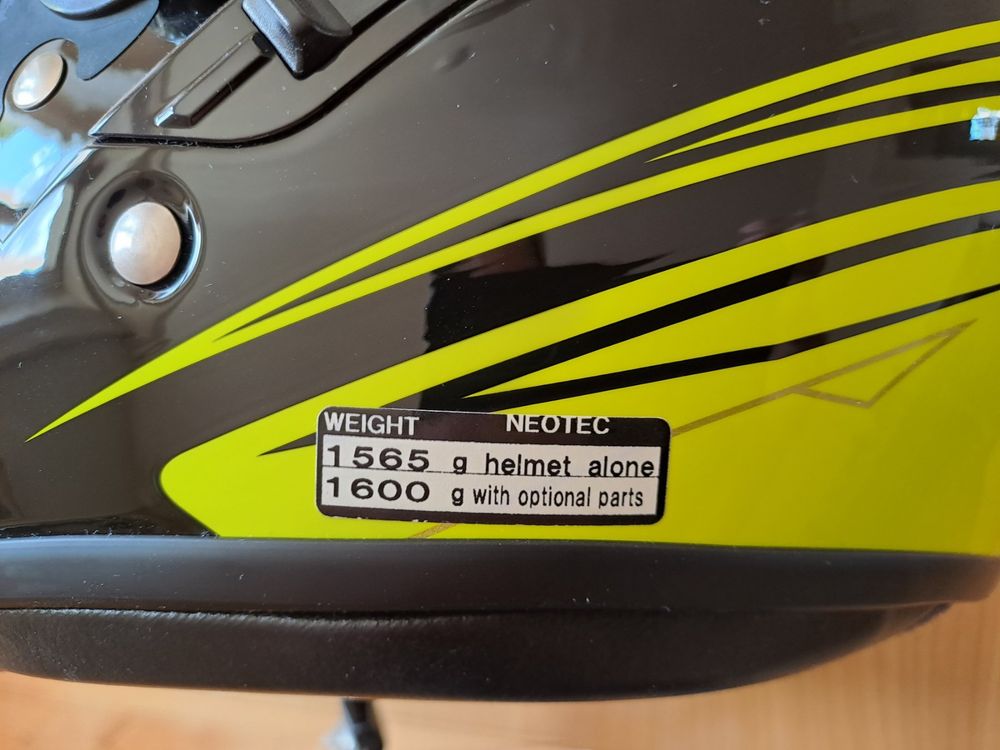 WEIGHT NEOTEC
1565 g helmet alone
1600 g with optional parts